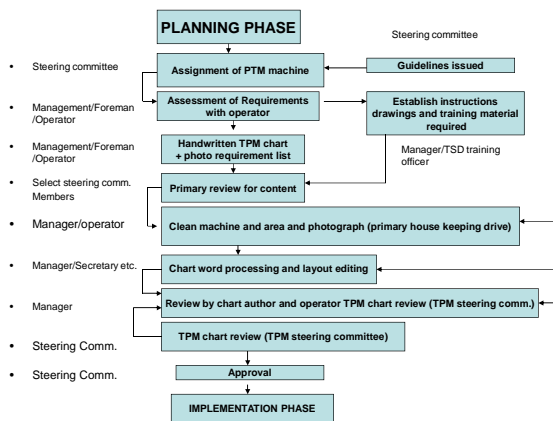 PLANNING PHASE
Steering committee
• Steering committee
Assignment of PTM machine
Guidelines issued
• Management/Foreman
/Operator
Assessment of Requirements
with operator
Establish instructions
drawings and training material
required
• Management/Foreman
/Operator
Handwritten TPM chart
+ photo requirement list
Manager/TSD training
officer
• Select steering comm.
Members
Primary review for content
• Manager/operator
Clean machine and area and photograph (primary house keeping drive)
• Manager/Secretary etc.
Chart word processing and layout editing
• Manager
Review by chart author and operator TPM chart review (TPM steering comm.)
• Steering Comm.
TPM chart review (TPM steering committee)
• Steering Comm.
Approval
IMPLEMENTATION PHASE